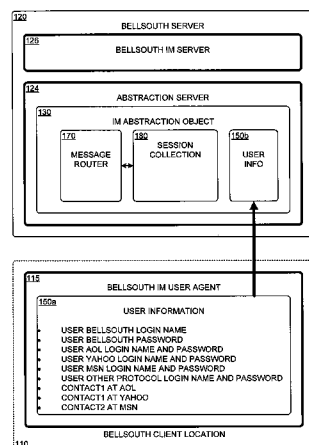 120
BELLSOUTH SERVER
126
BELLSOUTH IM SERVER
124
ABSTRACTION SERVER
130
IM ABSTRACTION OBJECT
170
MESSAGE ROUTER
180
SESSION COLLECTION
150b
USER INFO
115
BELLSOUTH IM USER AGENT
150a
USER INFORMATION
• USER BELLSOUTH LOGIN NAME
• USER BELLSOUTH PASSWORD
• USER AOL LOGIN NAME AND PASSWORD
• USER YAHOO LOGIN NAME AND PASSWORD
• USER MSN LOGIN NAME AND PASSWORD
• USER OTHER PROTOCOL LOGIN NAME AND PASSWORD
• CONTACT1 AT AOL
• CONTACT1 AT YAHOO
• CONTACT2 AT MSN
BELLSOUTH CLIENT LOCATION
110